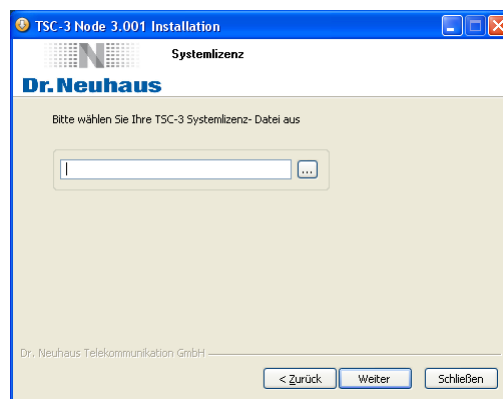 TSC-3 Node 3.001 Installation
Systemlizenz
N
Dr.Neuhaus
Bitte wählen Sie Ihre TSC-3 Systemlizenz- Datei aus
...
Dr. Neuhaus Telekommunikation GmbH
< Zurück Weiter Schließen